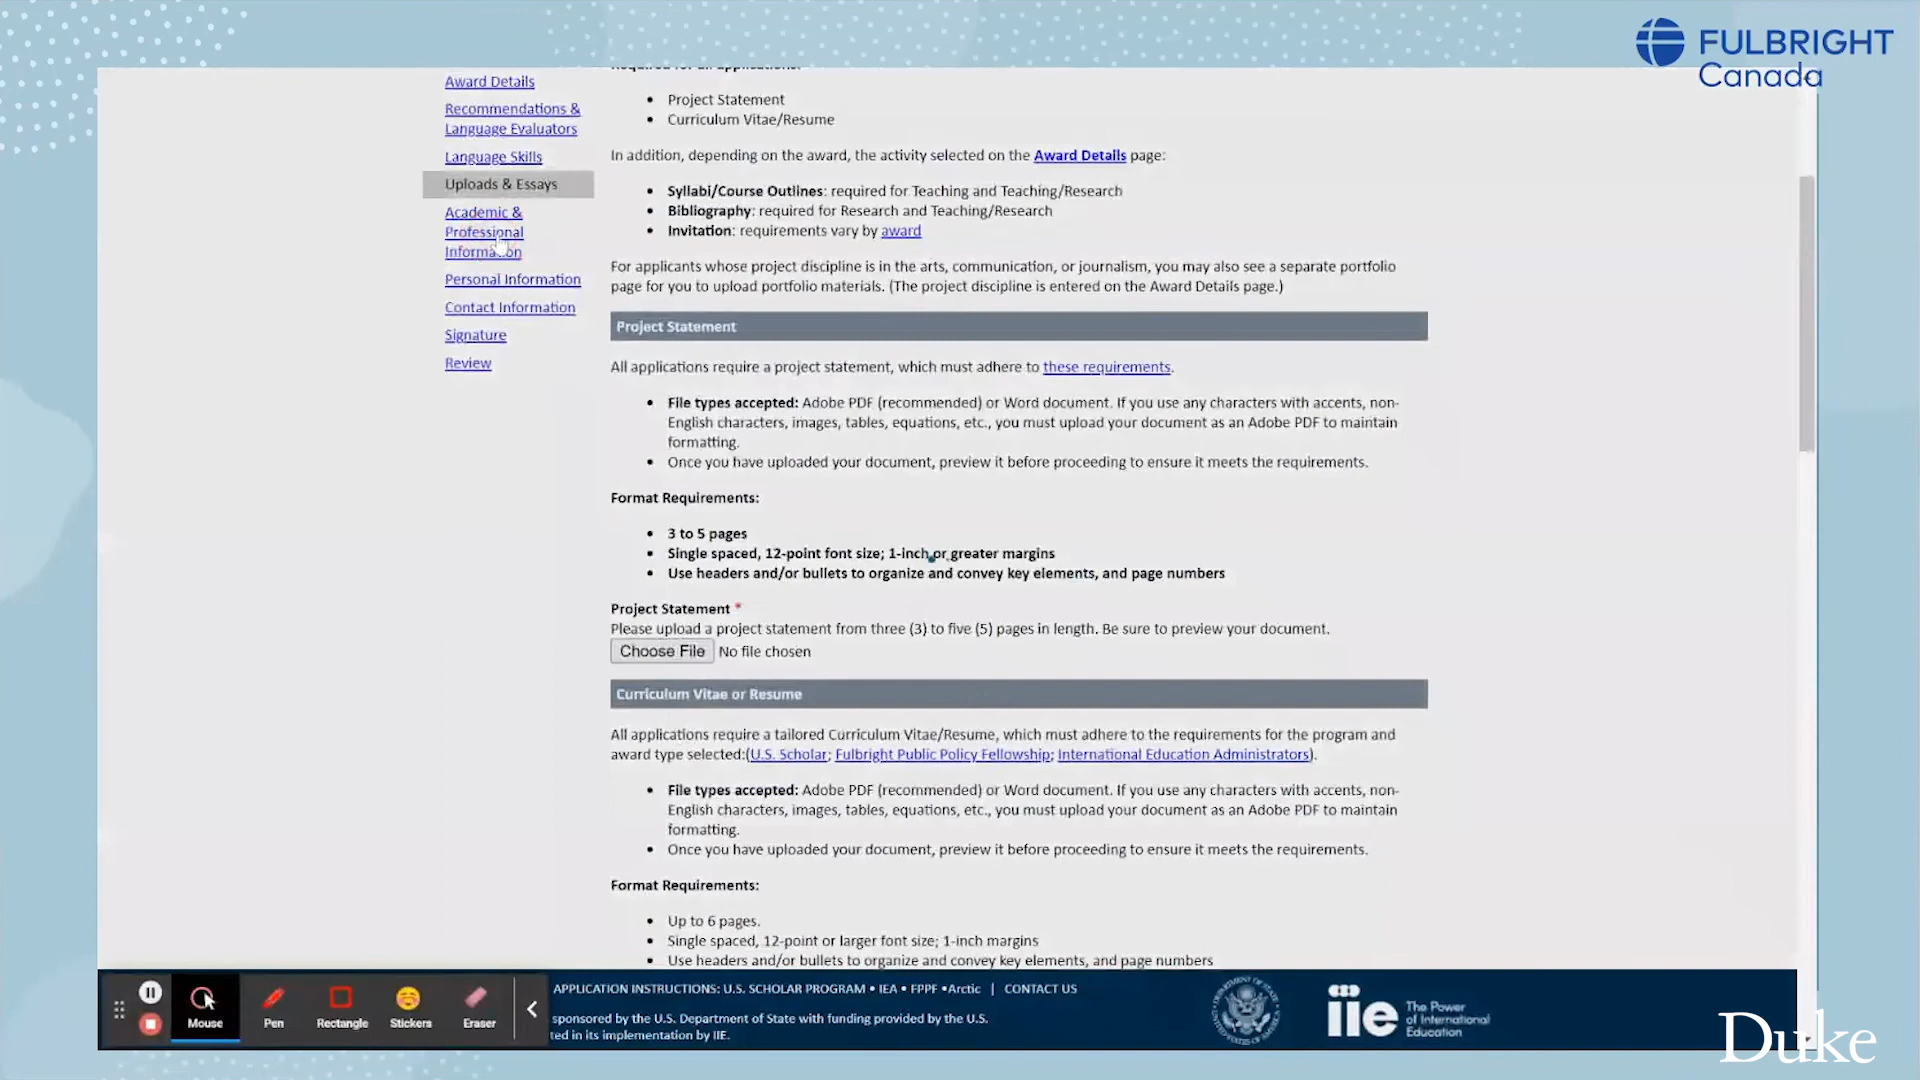 FULBRIGHT
Canada
Required for all applications:
Award Details
Recommendations &
Language Evaluators
Language Skills
Uploads & Essays
Academic &
Professional
Information
Personal Information
Contact Information
Signature
Review
• Project Statement
• Curriculum Vitae/Resume
In addition, depending on the award, the activity selected on the Award Details page:
• Syllabi/Course Outlines: required for Teaching and Teaching/Research
• Bibliography: required for Research and Teaching/Research
• Invitation: requirements vary by award
For applicants whose project discipline is in the arts, communication, or journalism, you may also see a separate portfolio
page for you to upload portfolio materials. (The project discipline is entered on the Award Details page.)
Project Statement
All applications require a project statement, which must adhere to these requirements.
• File types accepted: Adobe PDF (recommended) or Word document. If you use any characters with accents, non-
English characters, images, tables, equations, etc., you must upload your document as an Adobe PDF to maintain
formatting.
• Once you have uploaded your document, preview it before proceeding to ensure it meets the requirements.
Format Requirements:
• 3 to 5 pages
• Single spaced, 12-point font size; 1-inch or greater margins
• Use headers and/or bullets to organize and convey key elements, and page numbers
Project Statement *
Please upload a project statement from three (3) to five (5) pages in length. Be sure to preview your document.
Choose File No file chosen
Curriculum Vitae or Resume
All applications require a tailored Curriculum Vitae/Resume, which must adhere to the requirements for the program and
award type selected:(U.S. Scholar; Fulbright Public Policy Fellowship; International Education Administrators).
• File types accepted: Adobe PDF (recommended) or Word document. If you use any characters with accents, non-
English characters, images, tables, equations, etc., you must upload your document as an Adobe PDF to maintain
formatting.
• Once you have uploaded your document, preview it before proceeding to ensure it meets the requirements.
Format Requirements:
• Up to 6 pages.
• Single spaced, 12-point or larger font size; 1-inch margins
• Use headers and/or bullets to organize and convey key elements, and page numbers
Mouse
Pen
Rectangle
Stickers
Eraser
APPLICATION INSTRUCTIONS: U.S. SCHOLAR PROGRAM • IEA • FPPF •Arctic | CONTACT US
sponsored by the U.S. Department of State with funding provided by the U.S.
ted in its implementation by IIE.
iie
The Power
of International
Education
Duke